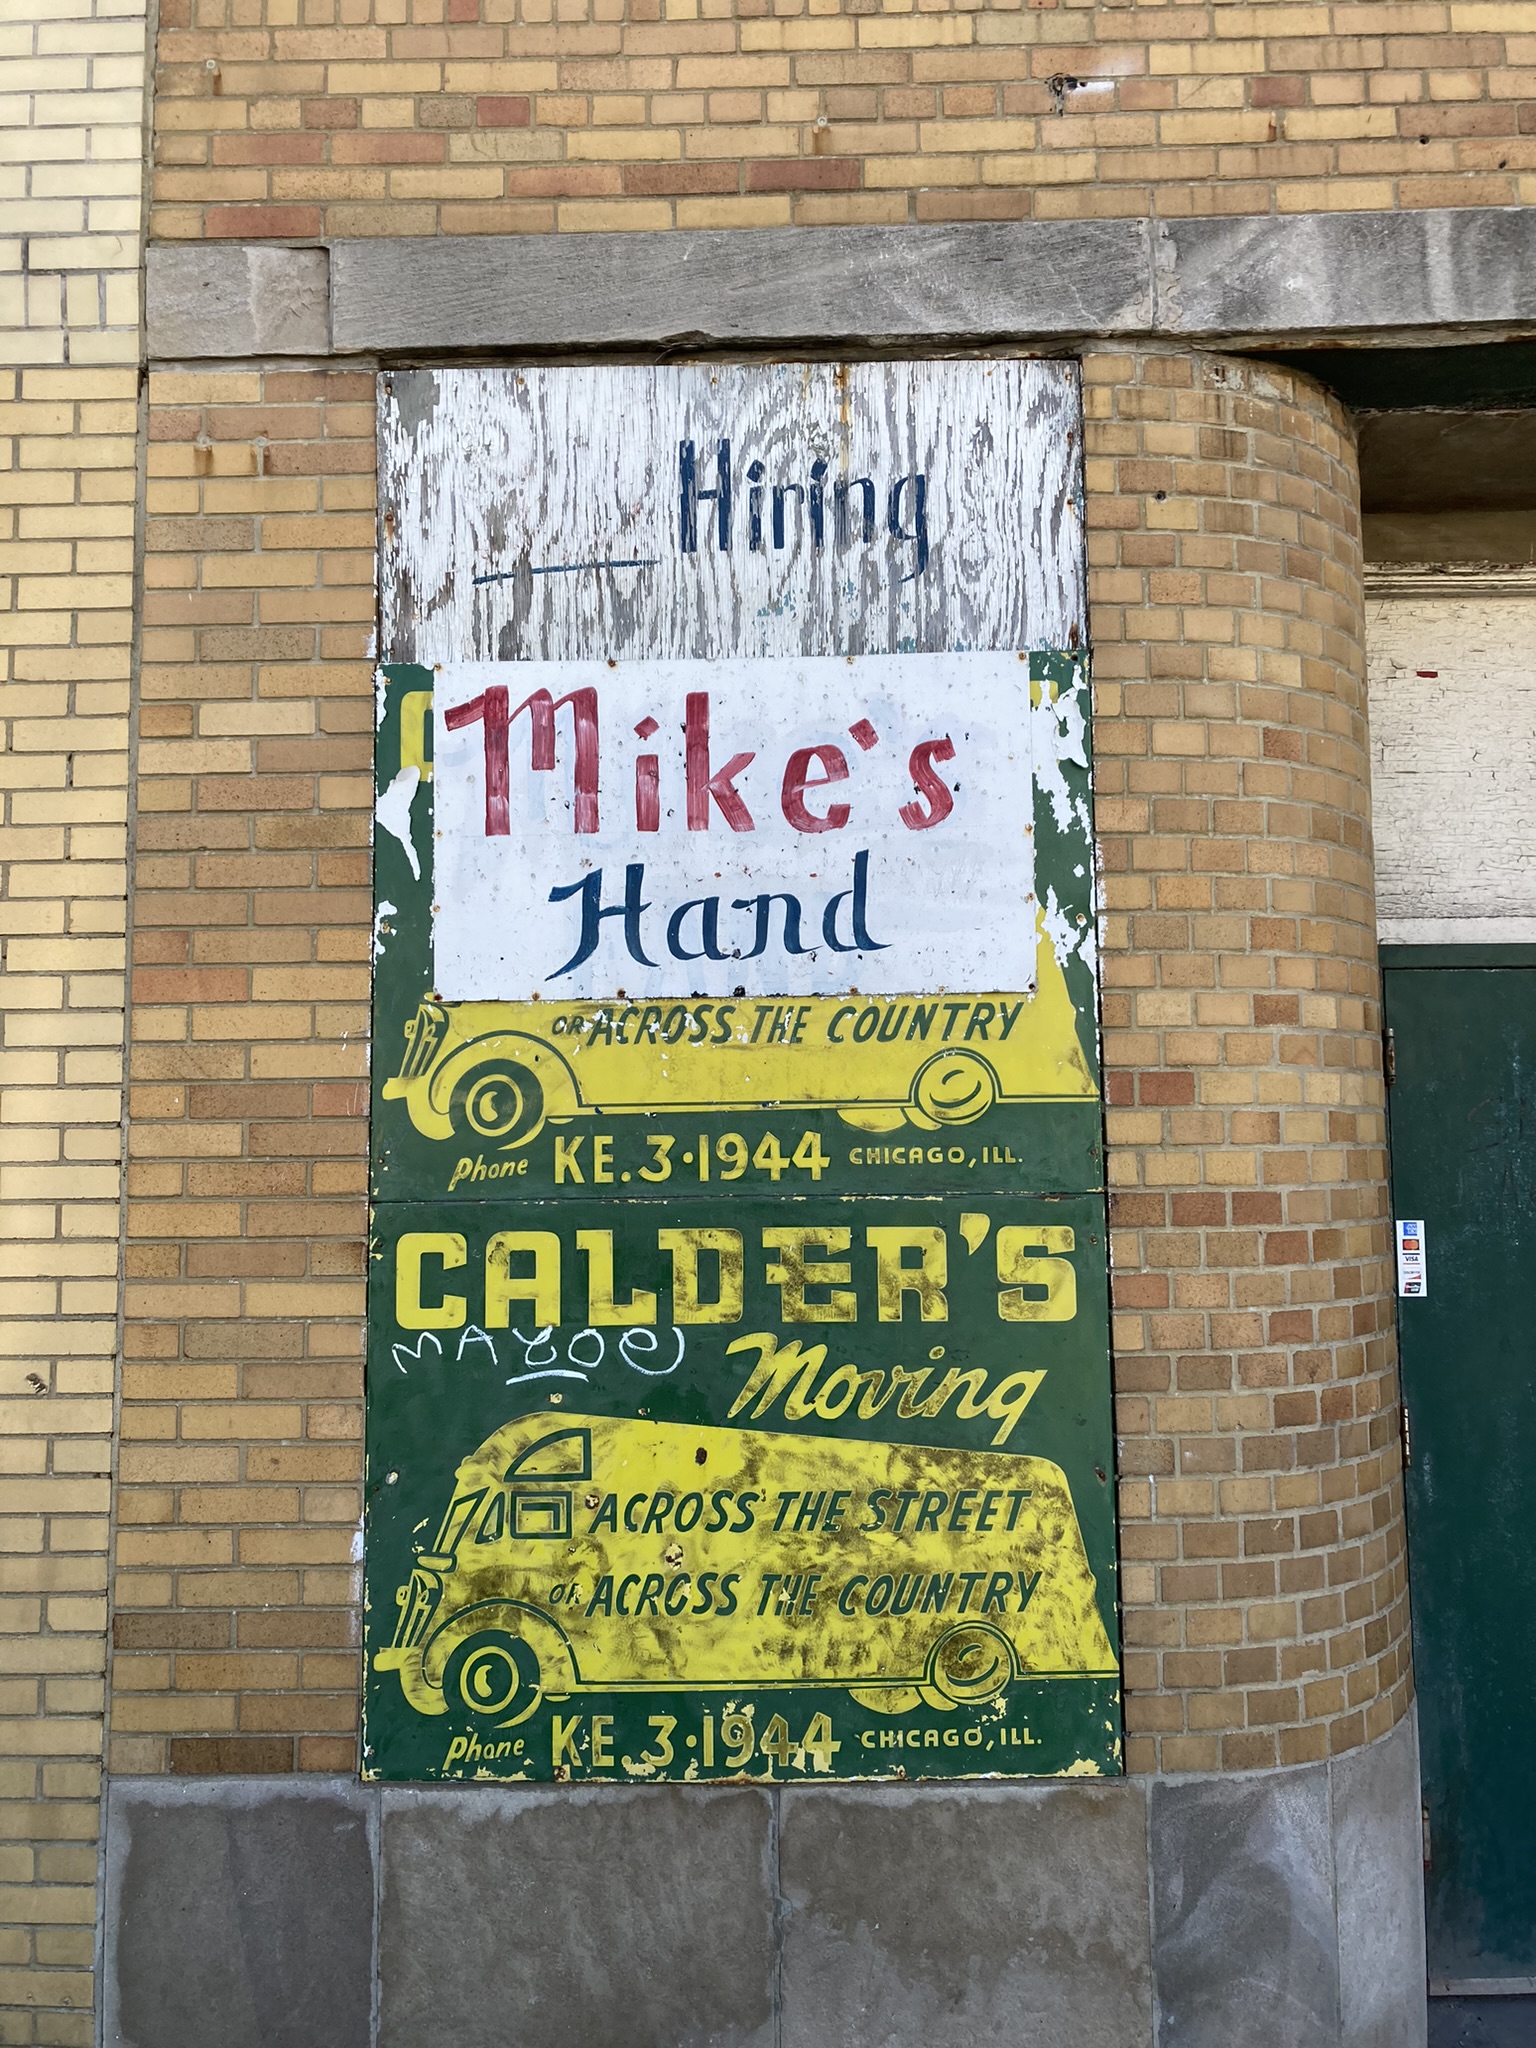 Hiring
Mike's
Hand
OR ACROSS THE COUNTRY
Phone KE.3·1944 CHICAGO, ILL.
CALDER'S
Moving
ACROSS THE STREET
OR ACROSS THE COUNTRY
Phone KE.3·1944 CHICAGO, ILL.
VISA